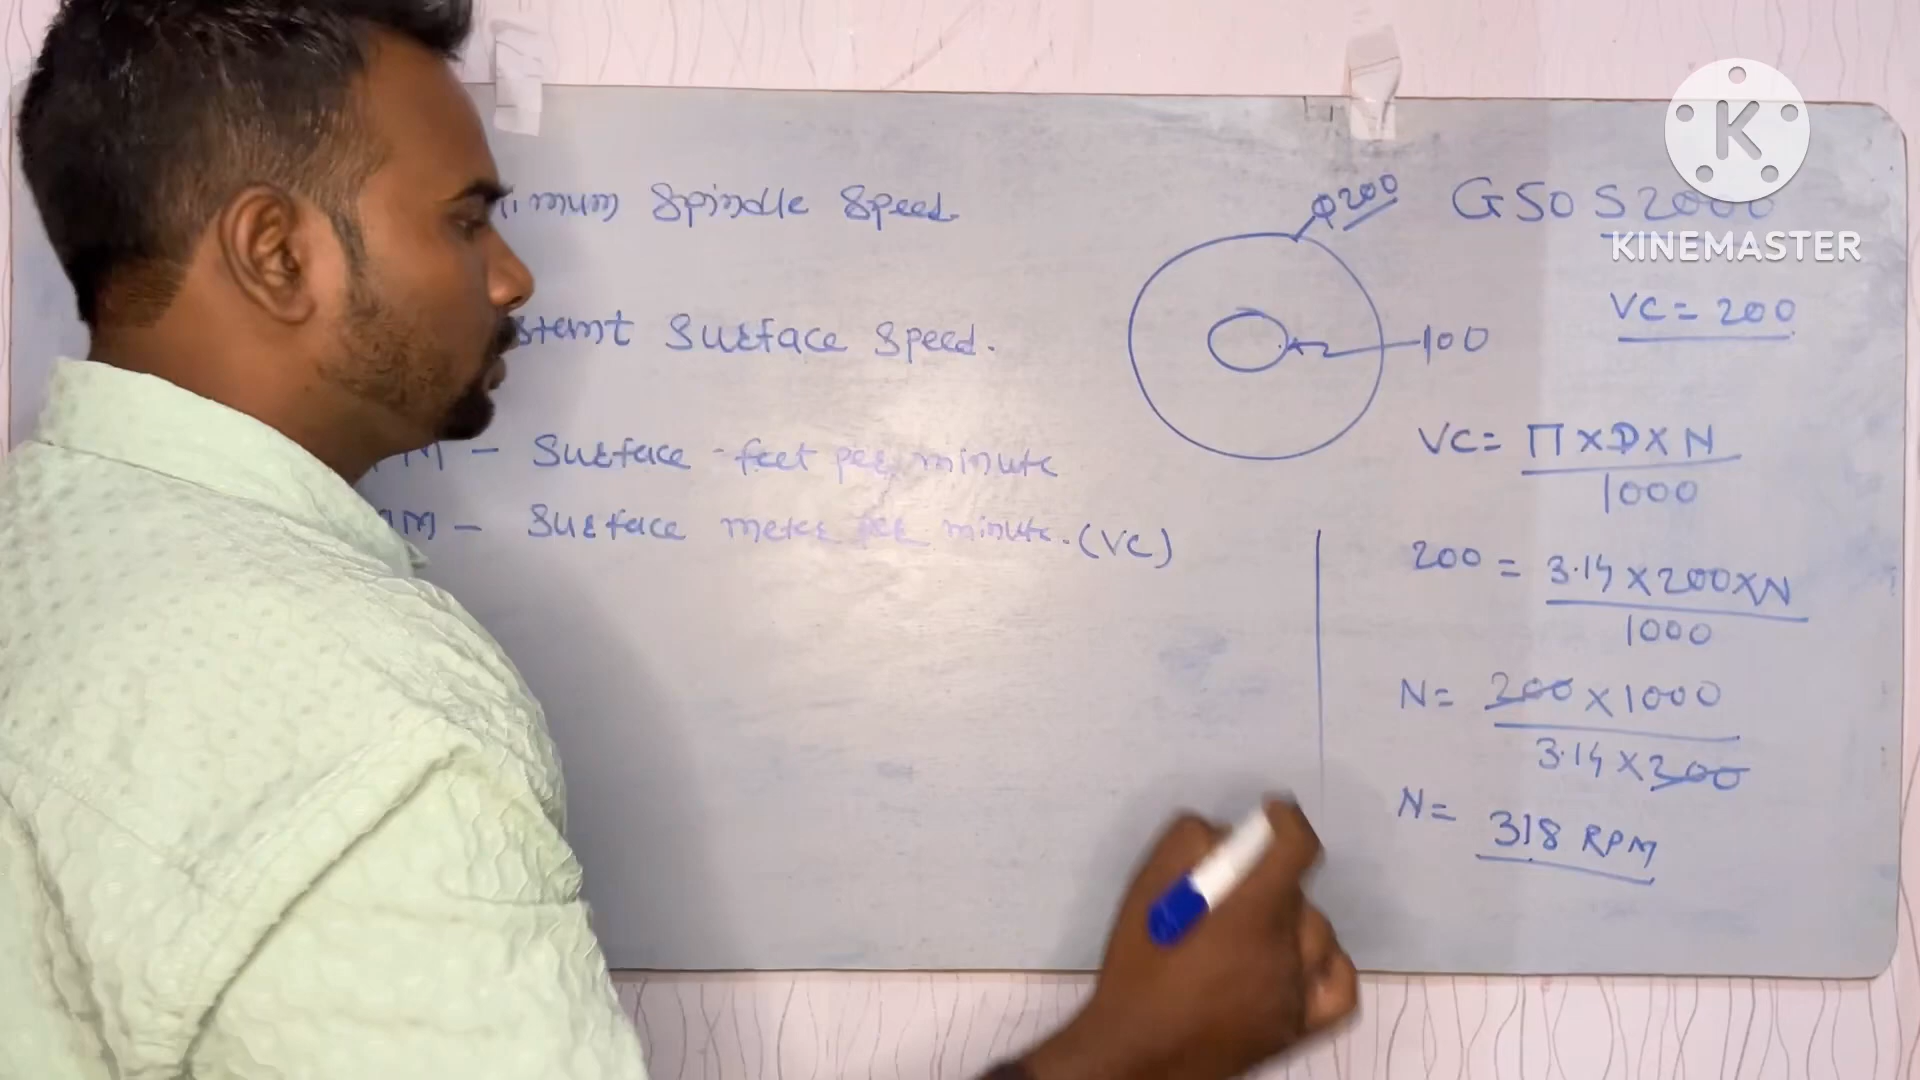 Spindle Speed
Surface Speed.
- Surface feet per minute
- Surface meter per minute. (VC)
φ200
100
G50 S2000
K
KINEMASTER
VC = 200
VC = Π X D X N
1000
200 = 3.14 X 200 X N
1000
N = 200 X 1000
3.14 X 200
N = 318 RPM